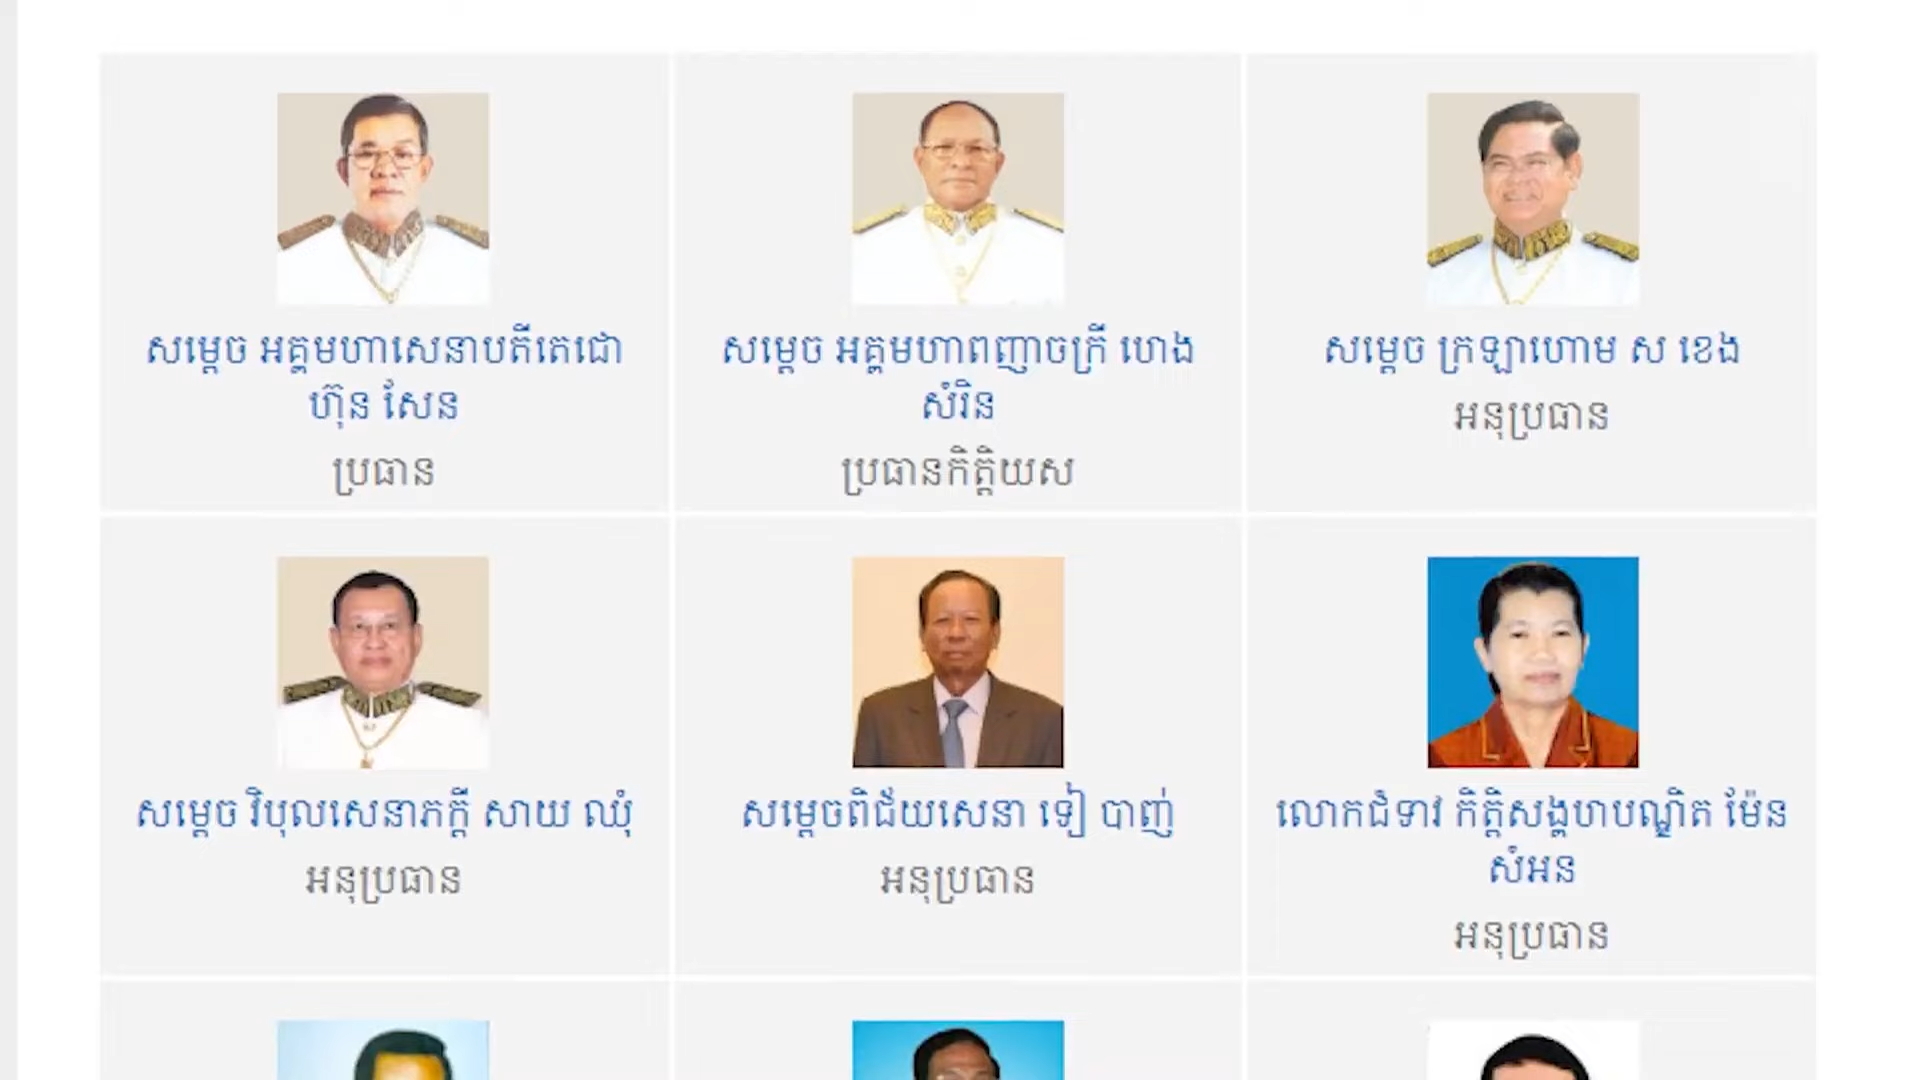 សម្តេច អគ្គមហាសេនាបតីតេជោ
ហ៊ុន សែន
ប្រធាន
សម្តេច អគ្គមហាពញាចក្រី ហេង
សំរិន
ប្រធានកិត្តិយស
សម្តេច ក្រឡាហោម ស ខេង
អនុប្រធាន
សម្តេច វិបុលសេនាភក្តី សាយ ឈុំ
អនុប្រធាន
សម្តេចពិជ័យសេនា ទៀ បាញ់
អនុប្រធាន
លោកជំទាវ កិត្តិសង្គហបណ្ឌិត ម៉ែន
សំអន
អនុប្រធាន